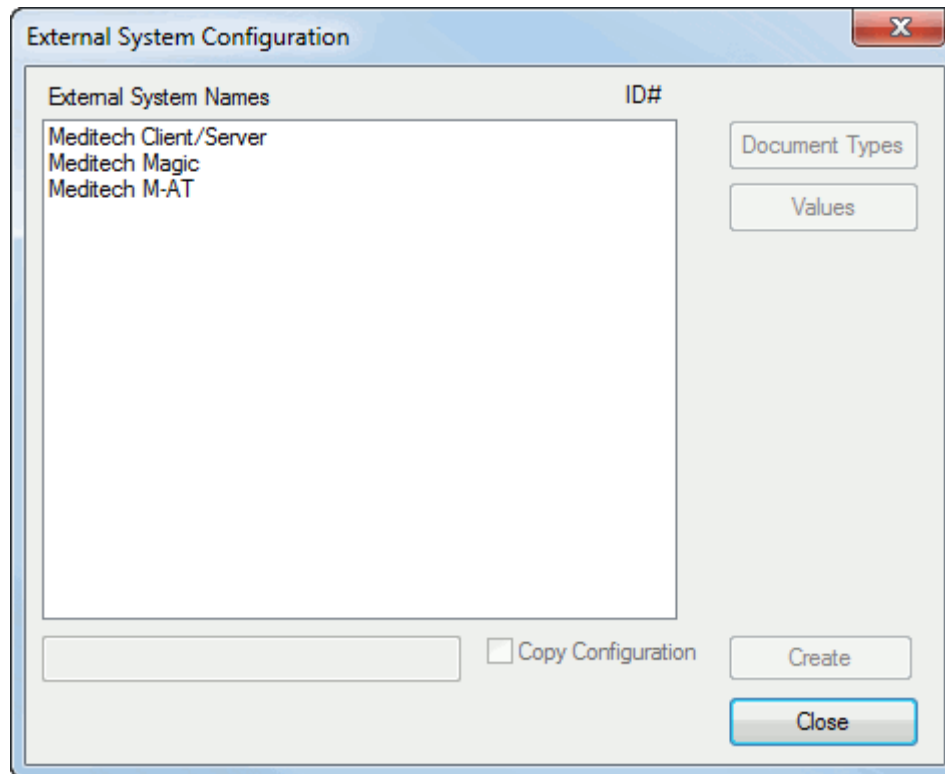 External System Configuration
External System Names ID#
Meditech Client/Server
Meditech Magic
Meditech M-AT
Document Types
Values
Copy Configuration
Create
Close